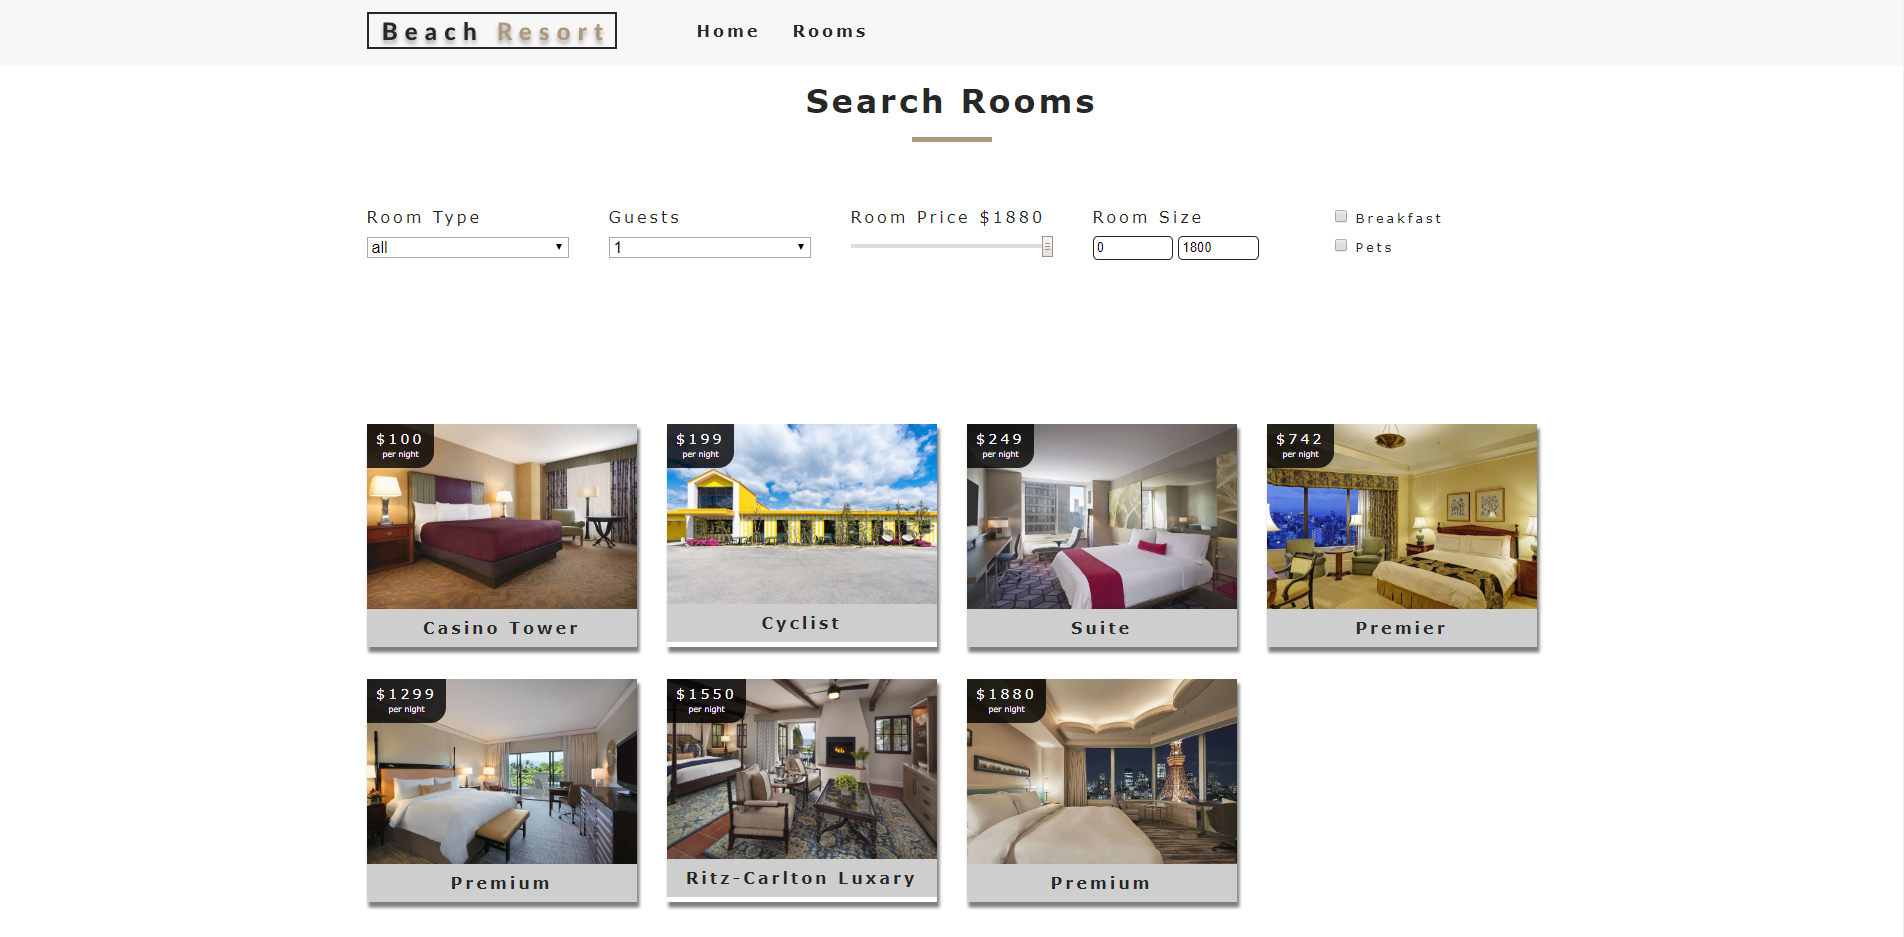 Beach Resort
Home
Rooms
Search Rooms
Room Type
Guests
Room Price $1880
Room Size
Breakfast
all
1
0
1800
Pets
$100
per night
$199
per night
$249
per night
$742
per night
Casino Tower
Cyclist
Suite
Premier
$1299
per night
$1550
per night
$1880
per night
Premium
Ritz-Carlton Luxary
Premium